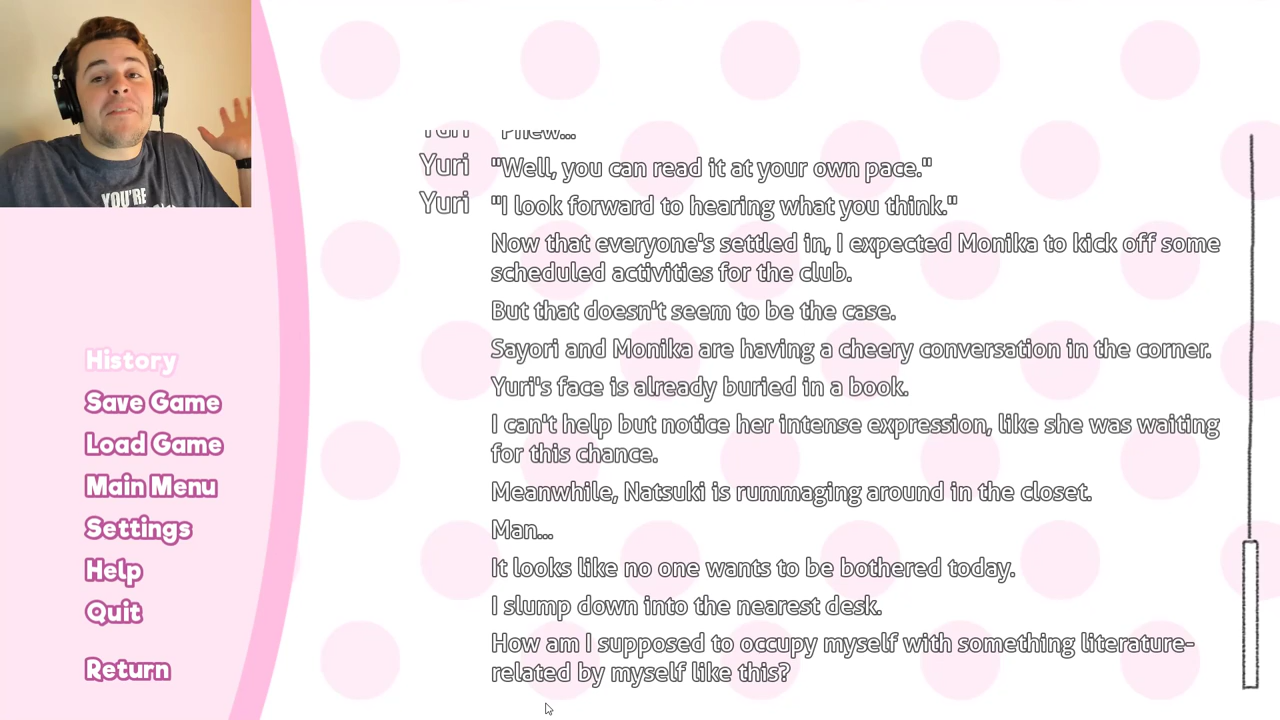 YOU'RE
Yuri "Phew...
Yuri "Well, you can read it at your own pace."
Yuri "I look forward to hearing what you think."
Now that everyone's settled in, I expected Monika to kick off some
scheduled activities for the club.
But that doesn't seem to be the case.
Sayori and Monika are having a cheery conversation in the corner.
Yuri's face is already buried in a book.
I can't help but notice her intense expression, like she was waiting
for this chance.
Meanwhile, Natsuki is rummaging around in the closet.
Man...
It looks like no one wants to be bothered today.
I slump down into the nearest desk.
How am I supposed to occupy myself with something literature-
related by myself like this?
History
Save Game
Load Game
Main Menu
Settings
Help
Quit
Return